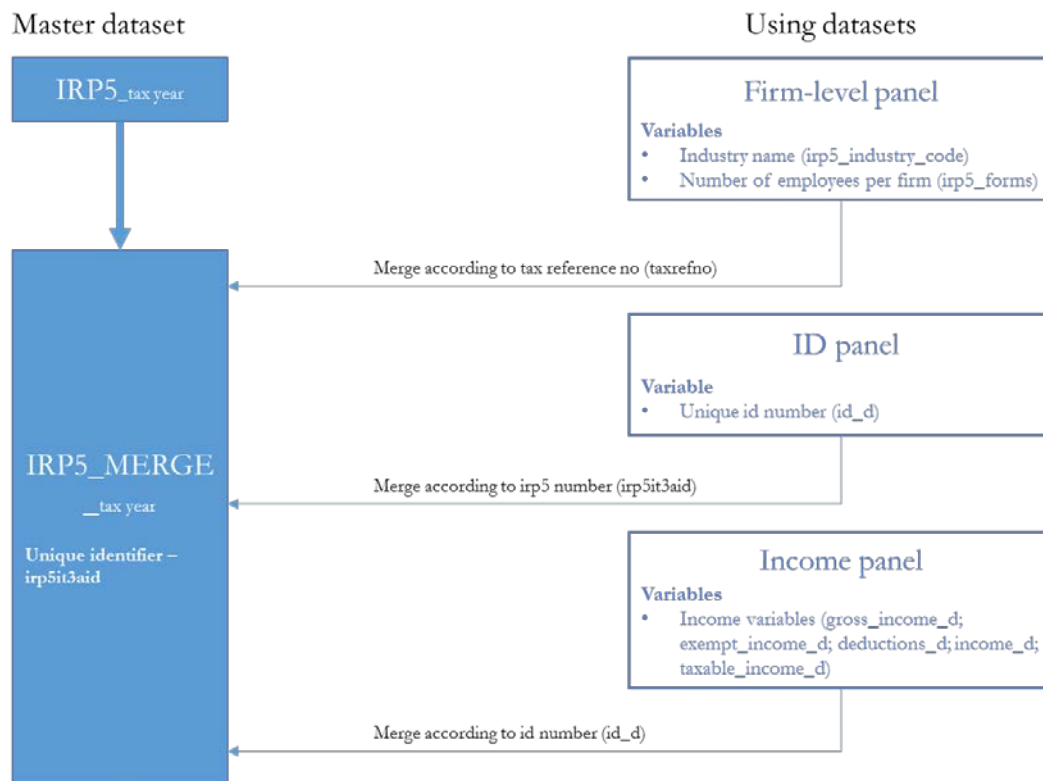 Master dataset
Using datasets
IRP5_tax year
Firm-level panel
Variables
• Industry name (irp5_industry_code)
• Number of employees per firm (irp5_forms)
Merge according to tax reference no (taxrefno)
ID panel
Variable
• Unique id number (id_d)
IRP5_MERGE
_tax year
Unique identifier –
irp5it3aid
Merge according to irp5 number (irp5it3aid)
Income panel
Variables
• Income variables (gross_income_d;
exempt_income_d; deductions_d; income_d;
taxable_income_d)
Merge according to id number (id_d)